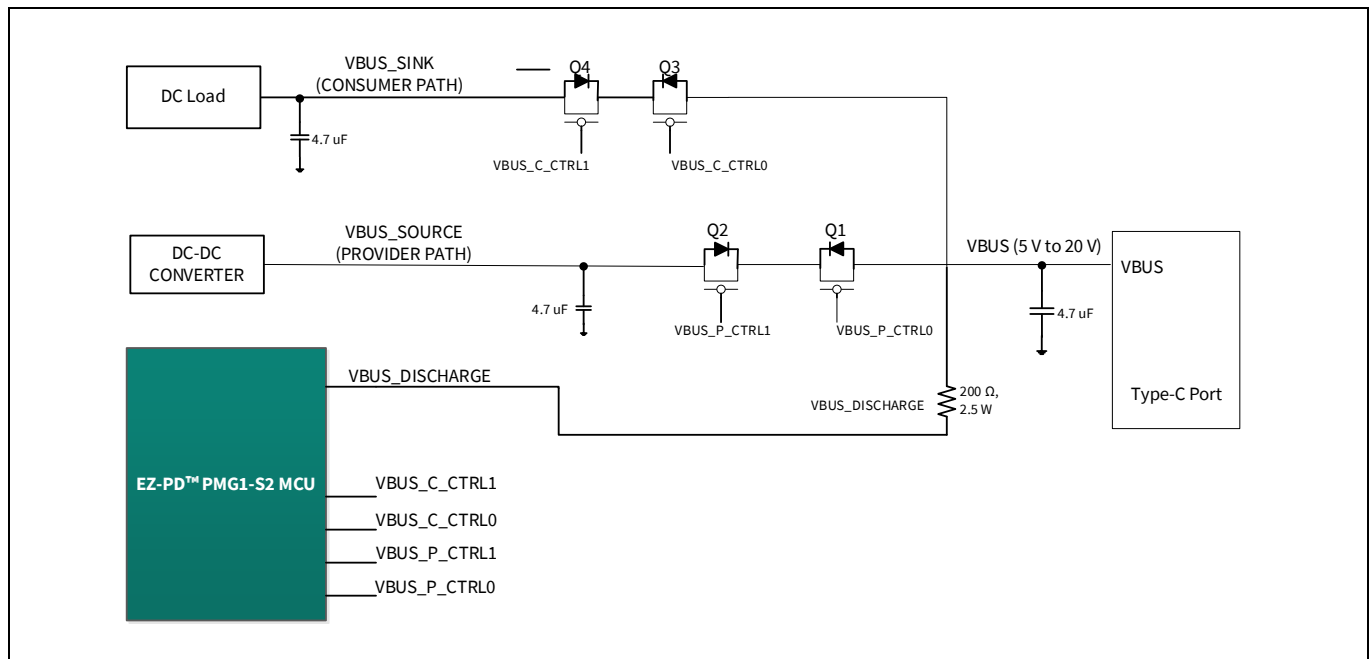 VBUS_SINK
(CONSUMER PATH)
Q4
Q3
DC Load
4.7 uF
VBUS_C_CTRL1
VBUS_C_CTRL0
VBUS_SOURCE
(PROVIDER PATH)
Q2
Q1
VBUS (5 V to 20 V)
DC-DC
CONVERTER
VBUS
4.7 uF
4.7 uF
VBUS_P_CTRL1
VBUS_P_CTRL0
VBUS_DISCHARGE
VBUS_DISCHARGE
200 Ω,
2.5 W
Type-C Port
EZ-PD™ PMG1-S2 MCU
VBUS_C_CTRL1
VBUS_C_CTRL0
VBUS_P_CTRL1
VBUS_P_CTRL0